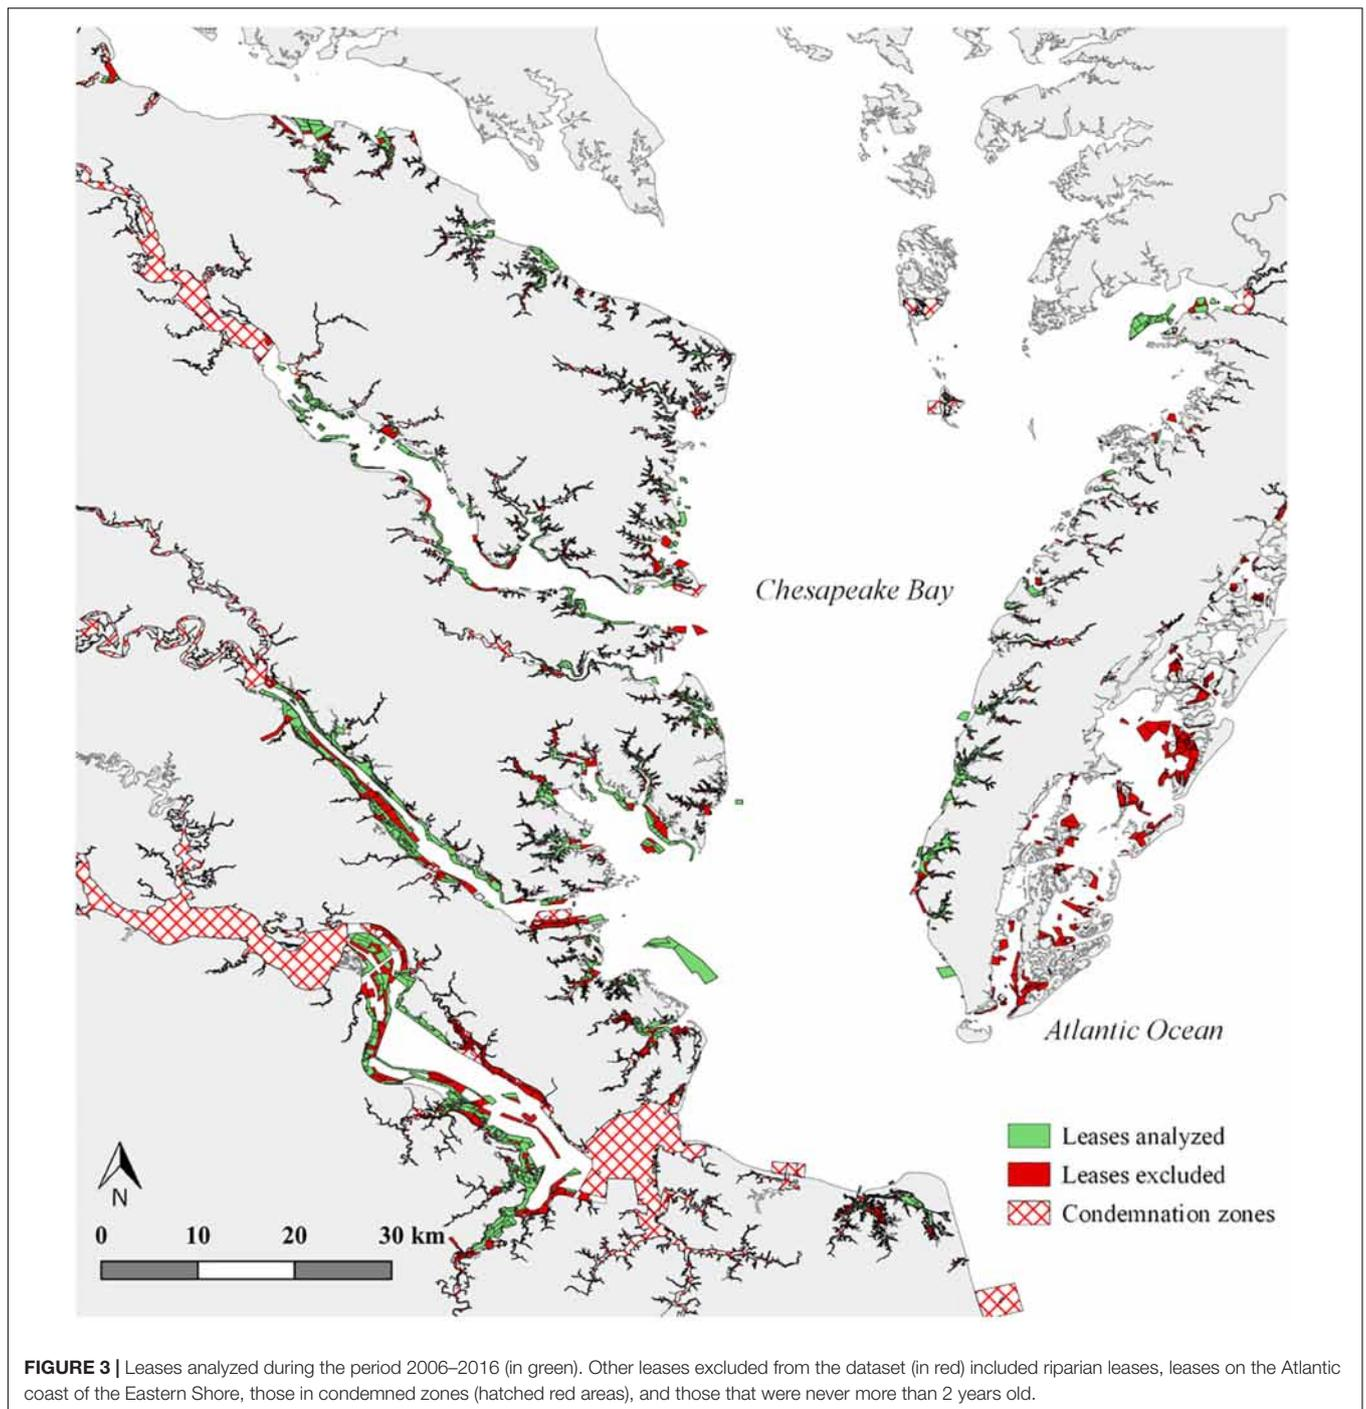 Chesapeake Bay
Atlantic Ocean
Leases analyzed
Leases excluded
Condemnation zones
N
0 10 20 30 km
FIGURE 3 | Leases analyzed during the period 2006–2016 (in green). Other leases excluded from the dataset (in red) included riparian leases, leases on the Atlantic
coast of the Eastern Shore, those in condemned zones (hatched red areas), and those that were never more than 2 years old.